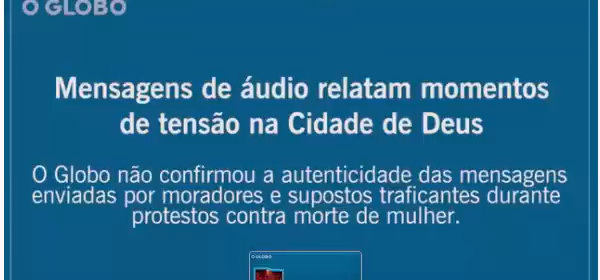 O GLOBO
Mensagens de áudio relatam momentos
de tensão na Cidade de Deus
O Globo não confirmou a autenticidade das mensagens
enviadas por moradores e supostos traficantes durante
protestos contra morte de mulher.
O GLOBO